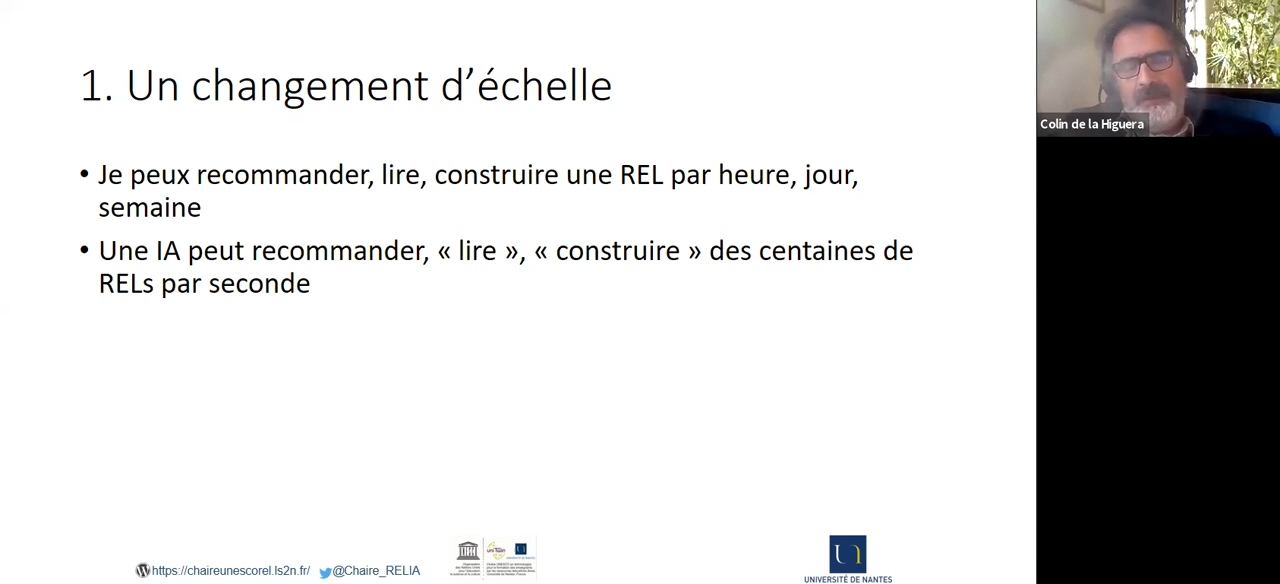 1. Un changement d’échelle
• Je peux recommander, lire, construire une REL par heure, jour,
semaine
• Une IA peut recommander, « lire », « construire » des centaines de
RELs par seconde
Colin de la Higuera
https://chaireunescorel.ls2n.fr/
@Chaire_RELIA
UNIVERSITÉ DE NANTES